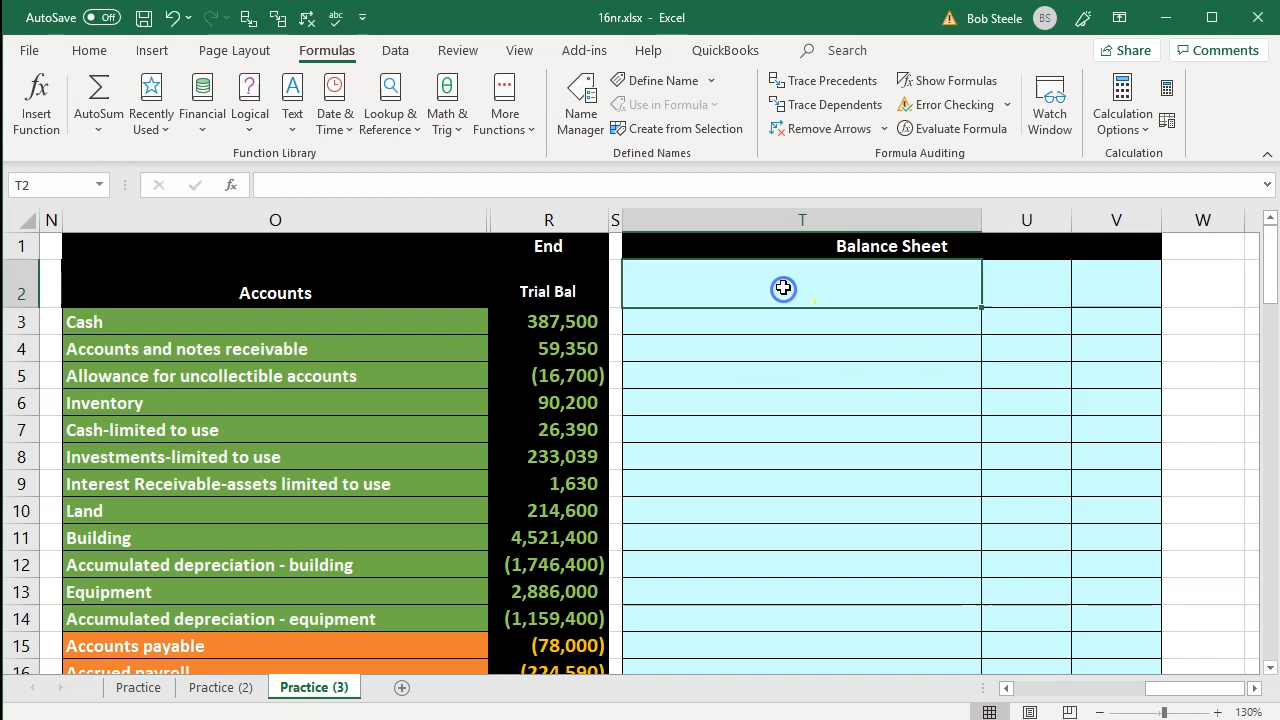 AutoSave Off abc 16nr.xlsx - Excel Bob Steele BS
File Home Insert Page Layout Formulas Data Review View Add-ins Help QuickBooks Search Share Comments
Insert Function AutoSum Recently Used Financial Logical Text Date & Time Lookup & Reference Math & Trig More Functions
Function Library
Name Manager Define Name Use in Formula Create from Selection
Defined Names
Trace Precedents Trace Dependents Remove Arrows Show Formulas Error Checking Evaluate Formula Watch Window
Formula Auditing
Calculation Options
Calculation
T2 fx
N O R S T U V W
1 End Balance Sheet
2 Accounts Trial Bal
3 Cash 387,500
4 Accounts and notes receivable 59,350
5 Allowance for uncollectible accounts (16,700)
6 Inventory 90,200
7 Cash-limited to use 26,390
8 Investments-limited to use 233,039
9 Interest Receivable-assets limited to use 1,630
10 Land 214,600
11 Building 4,521,400
12 Accumulated depreciation - building (1,746,400)
13 Equipment 2,886,000
14 Accumulated depreciation - equipment (1,159,400)
15 Accounts payable (78,000)
16 Accrued payroll (224,590)
Practice Practice (2) Practice (3)
130%